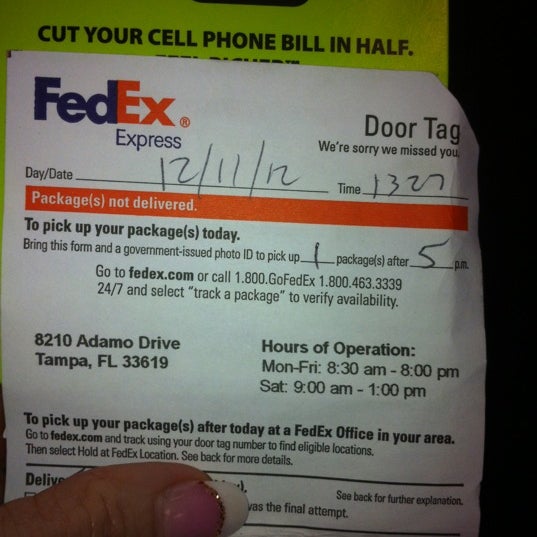 CUT YOUR CELL PHONE BILL IN HALF.
FedEx®
Express
Door Tag
We're sorry we missed you.
Day/Date 12/11/12 Time 1327
Package(s) not delivered.
To pick up your package(s) today.
Bring this form and a government-issued photo ID to pick up 1 package(s) after 5 p.m.
Go to fedex.com or call 1.800.GoFedEx 1.800.463.3339
24/7 and select "track a package" to verify availability.
8210 Adamo Drive
Tampa, FL 33619
Hours of Operation:
Mon-Fri: 8:30 am - 8:00 pm
Sat: 9:00 am - 1:00 pm
To pick up your package(s) after today at a FedEx Office in your area.
Go to fedex.com and track using your door tag number to find eligible locations.
Then select Hold at FedEx Location. See back for more details.
See back for further explanation.
was the final attempt.